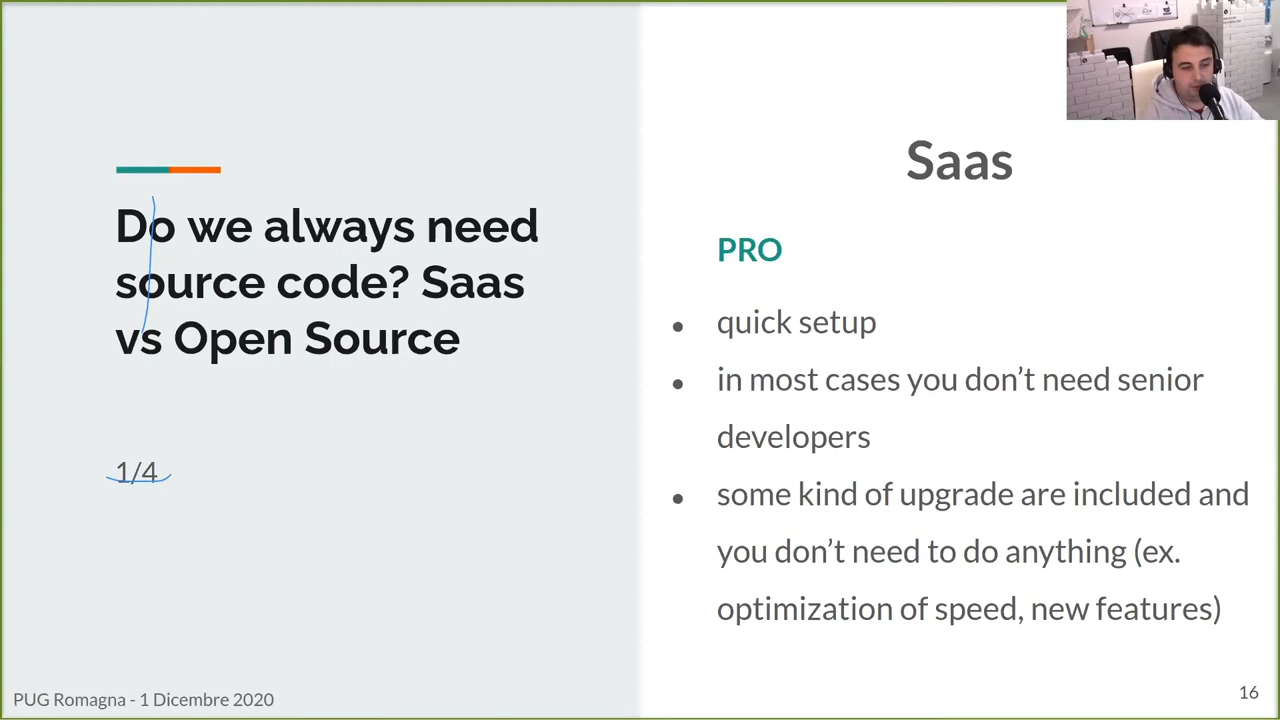 Do we always need
source code? Saas
vs Open Source
1/4
Saas
PRO
● quick setup
● in most cases you don’t need senior
developers
● some kind of upgrade are included and
you don’t need to do anything (ex.
optimization of speed, new features)
PUG Romagna - 1 Dicembre 2020
16